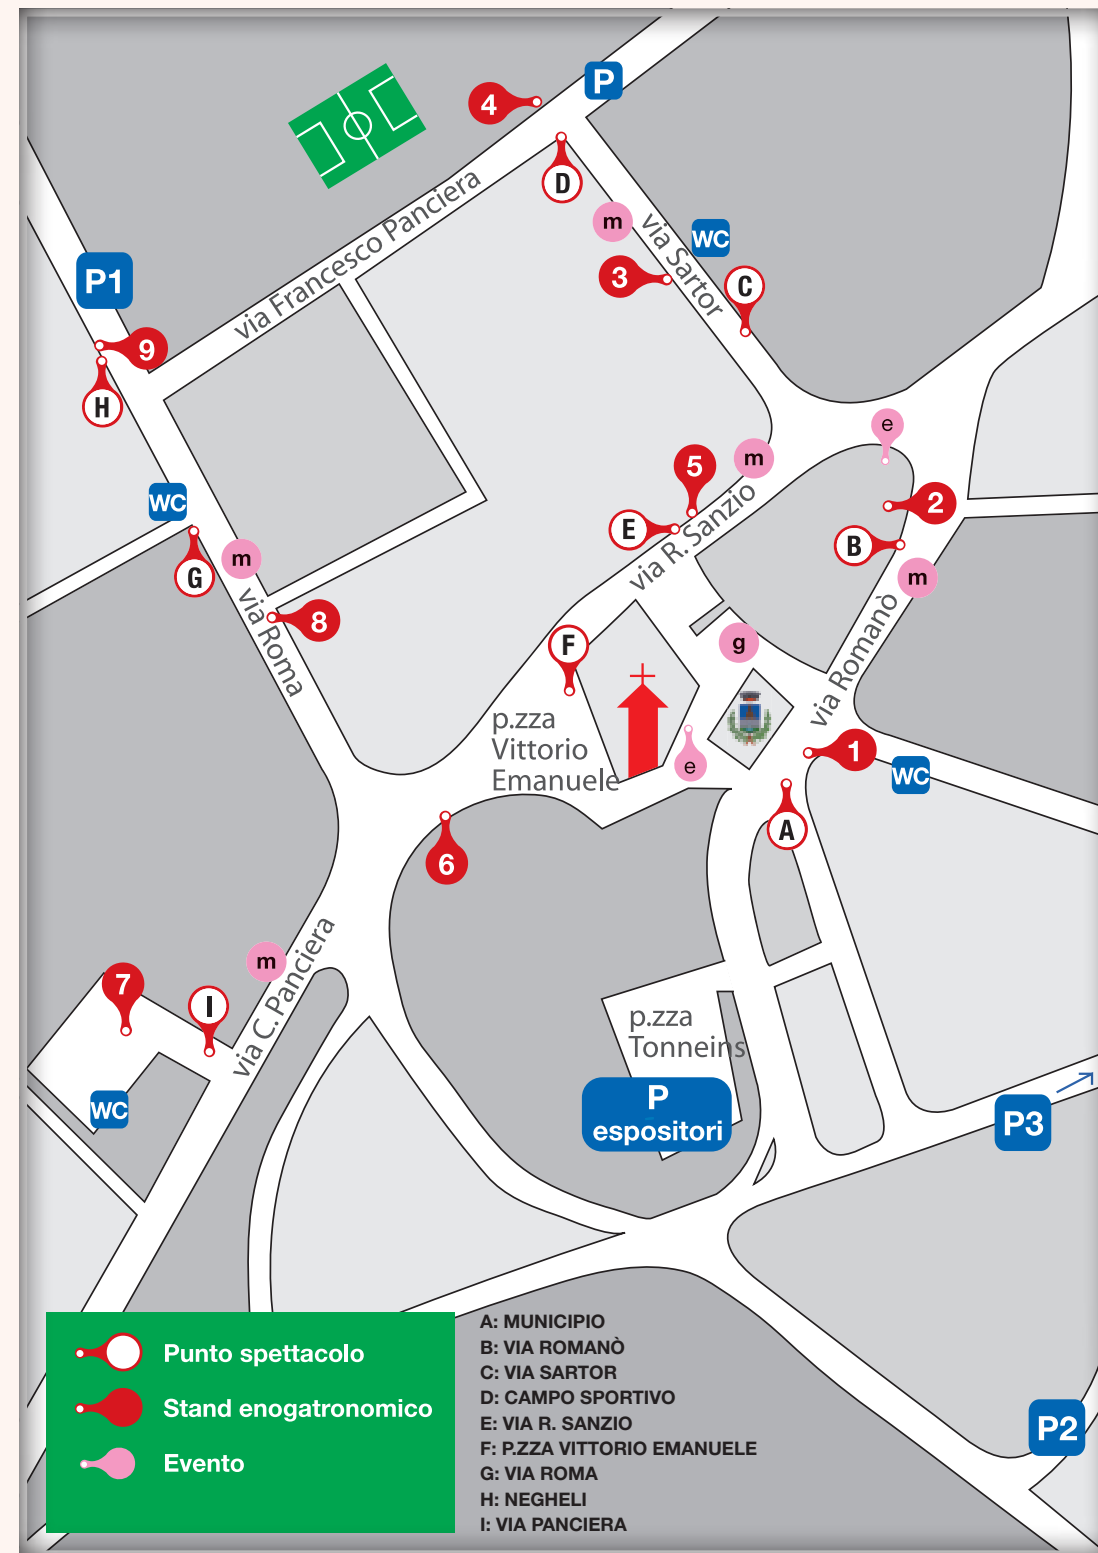 P
4
D
m
via Sartor
WC
via Francesco Panciera
3
C
P1
9
H
e
m
5
2
WC
E
via R. Sanzio
B
G
m
m
via Roma
8
F
g
via Romanò
p.zza
Vittorio
Emanuele
e
1
WC
A
6
m
7
I
via C. Panciera
p.zza
Tonneins
WC
P
espositori
P3
A: MUNICIPIO
B: VIA ROMANÒ
C: VIA SARTOR
D: CAMPO SPORTIVO
E: VIA R. SANZIO
F: P.ZZA VITTORIO EMANUELE
G: VIA ROMA
H: NEGHELI
I: VIA PANCIERA
Punto spettacolo
Stand enogatronomico
Evento
P2